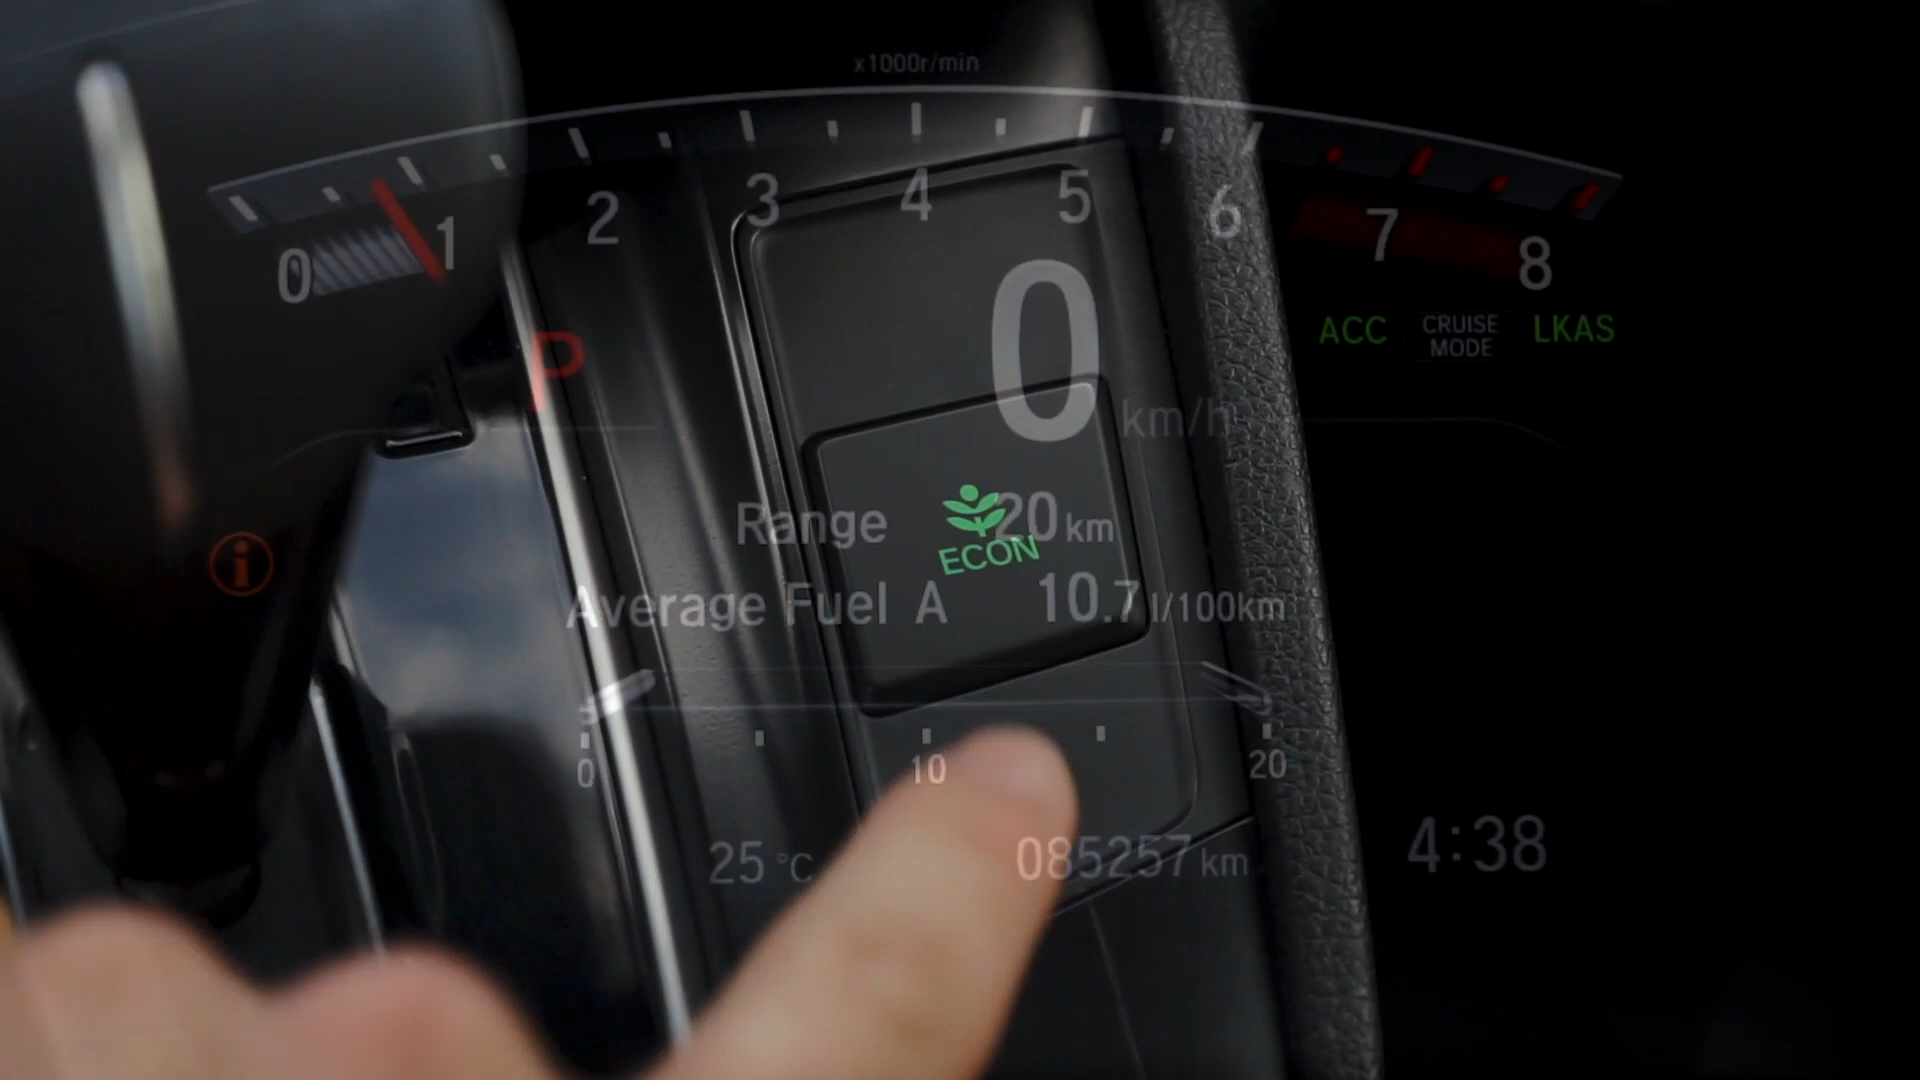 x1000r/min
0 1 2 3 4 5 6 7 8
P
0 km/h
ACC CRUISE MODE LKAS
Range 20 km
ECON
i
Average Fuel A 10.7 l/100km
0 10 20
25 °C 085257 km
4:38